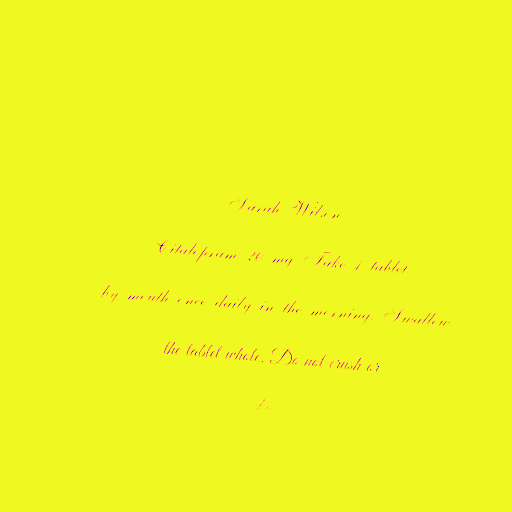 Sarah Wilson
Citalopram 20 mg Take 1 tablet
by mouth once daily in the morning. Swallow
the tablet whole. Do not crush or